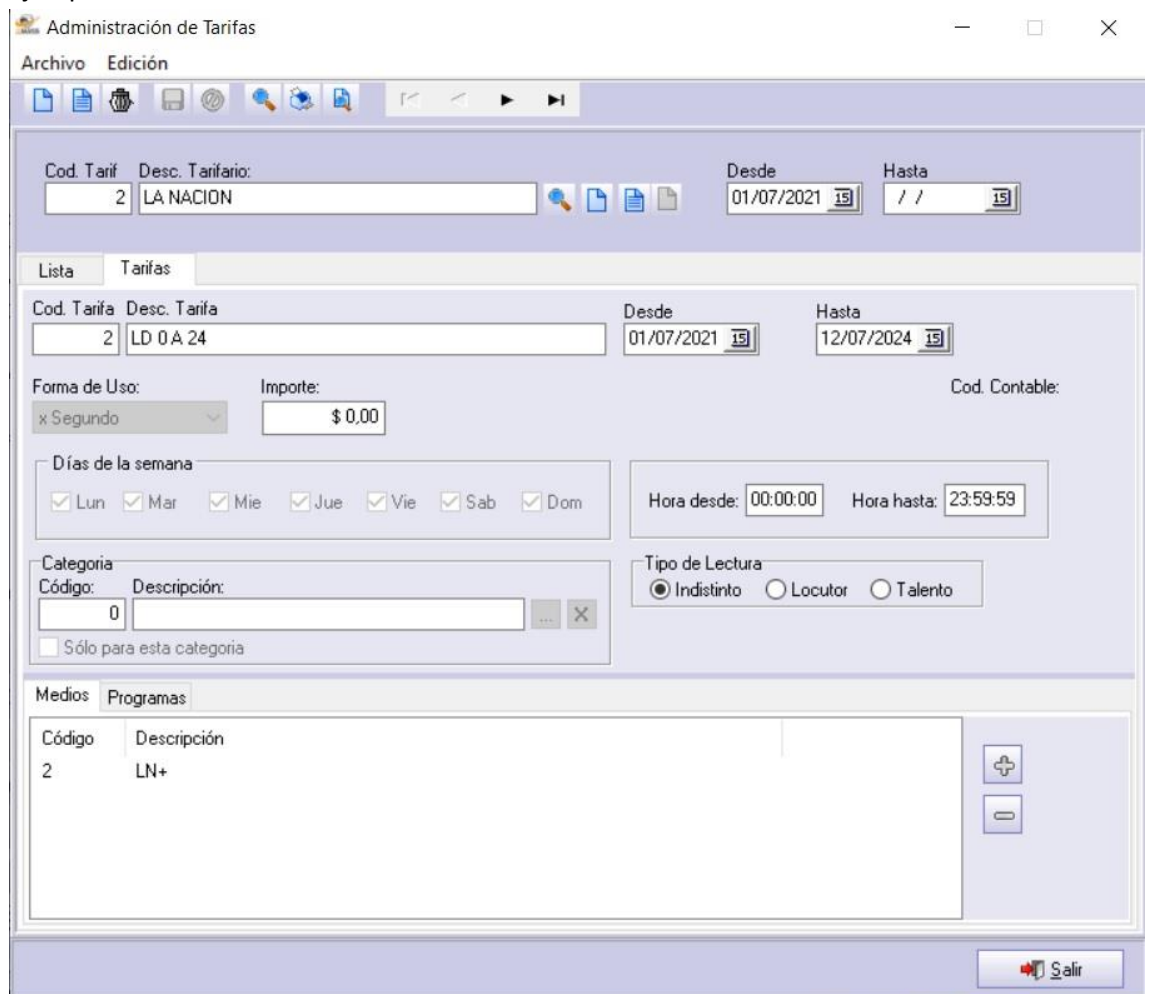 Administración de Tarifas
Archivo Edición
Cod. Tarif Desc. Tarifario: Desde Hasta
2 LA NACION 01/07/2021 15 / / 15
Lista Tarifas
Cod. Tarifa Desc. Tarifa Desde Hasta
2 LD 0 A 24 01/07/2021 15 12/07/2024 15
Forma de Uso: Importe: Cod. Contable:
x Segundo $ 0,00
Días de la semana
Lun Mar Mie Jue Vie Sab Dom Hora desde: 00:00:00 Hora hasta: 23:59:59
Categoria Tipo de Lectura
Código: Descripción: Indistinto Locutor Talento
0 ...
Sólo para esta categoria
Medios Programas
Código Descripción
2 LN+
Salir